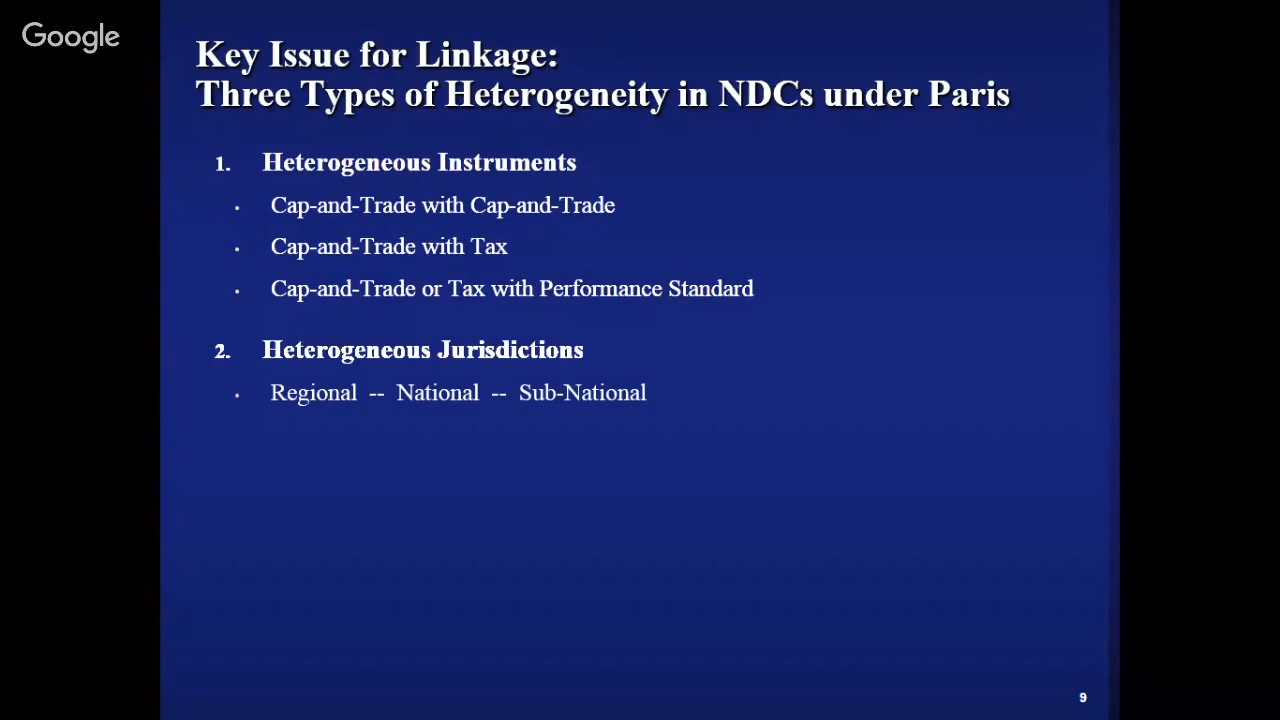 Google
Key Issue for Linkage:
Three Types of Heterogeneity in NDCs under Paris
1. Heterogeneous Instruments
· Cap-and-Trade with Cap-and-Trade
· Cap-and-Trade with Tax
· Cap-and-Trade or Tax with Performance Standard
2. Heterogeneous Jurisdictions
· Regional -- National -- Sub-National
9